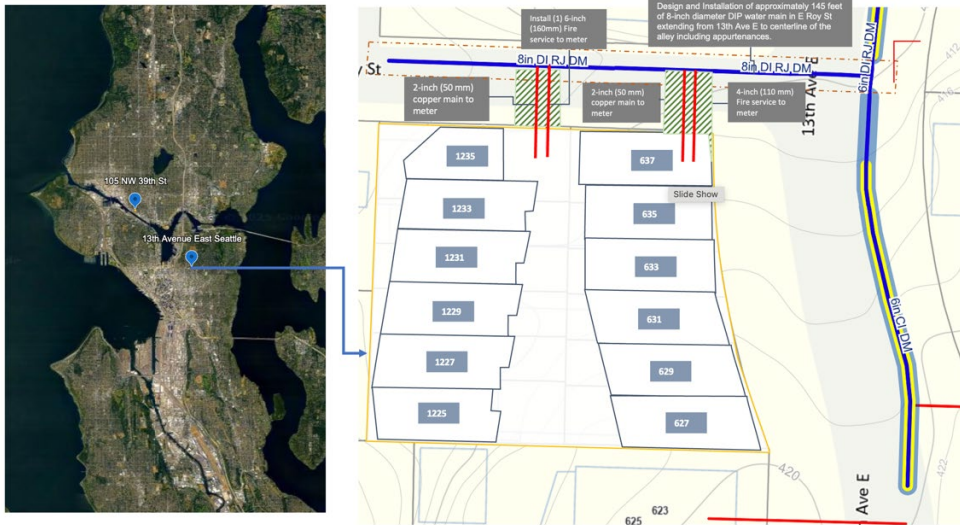 105 NW 39th St
13th Avenue East Seattle
Install (1) 6-inch
(160mm) Fire
service to meter
Design and Installation of approximately 145 feet
of 8-inch diameter DIP water main in E Roy St
extending from 13th Ave E to centerline of the
alley including appurtenances.
y St
8in,DI,RJ,DM
8in,DI,RJ,DM
6in,DI,RJ,DM
412
2-inch (50 mm)
copper main to
meter
2-inch (50 mm)
copper main to
meter
4-inch (110 mm)
Fire service to
meter
13th Ave E
1235
637
Slide Show
1233
635
1231
633
1229
631
1227
629
1225
627
6in,CI,DM
420
422
Ave E
623
625